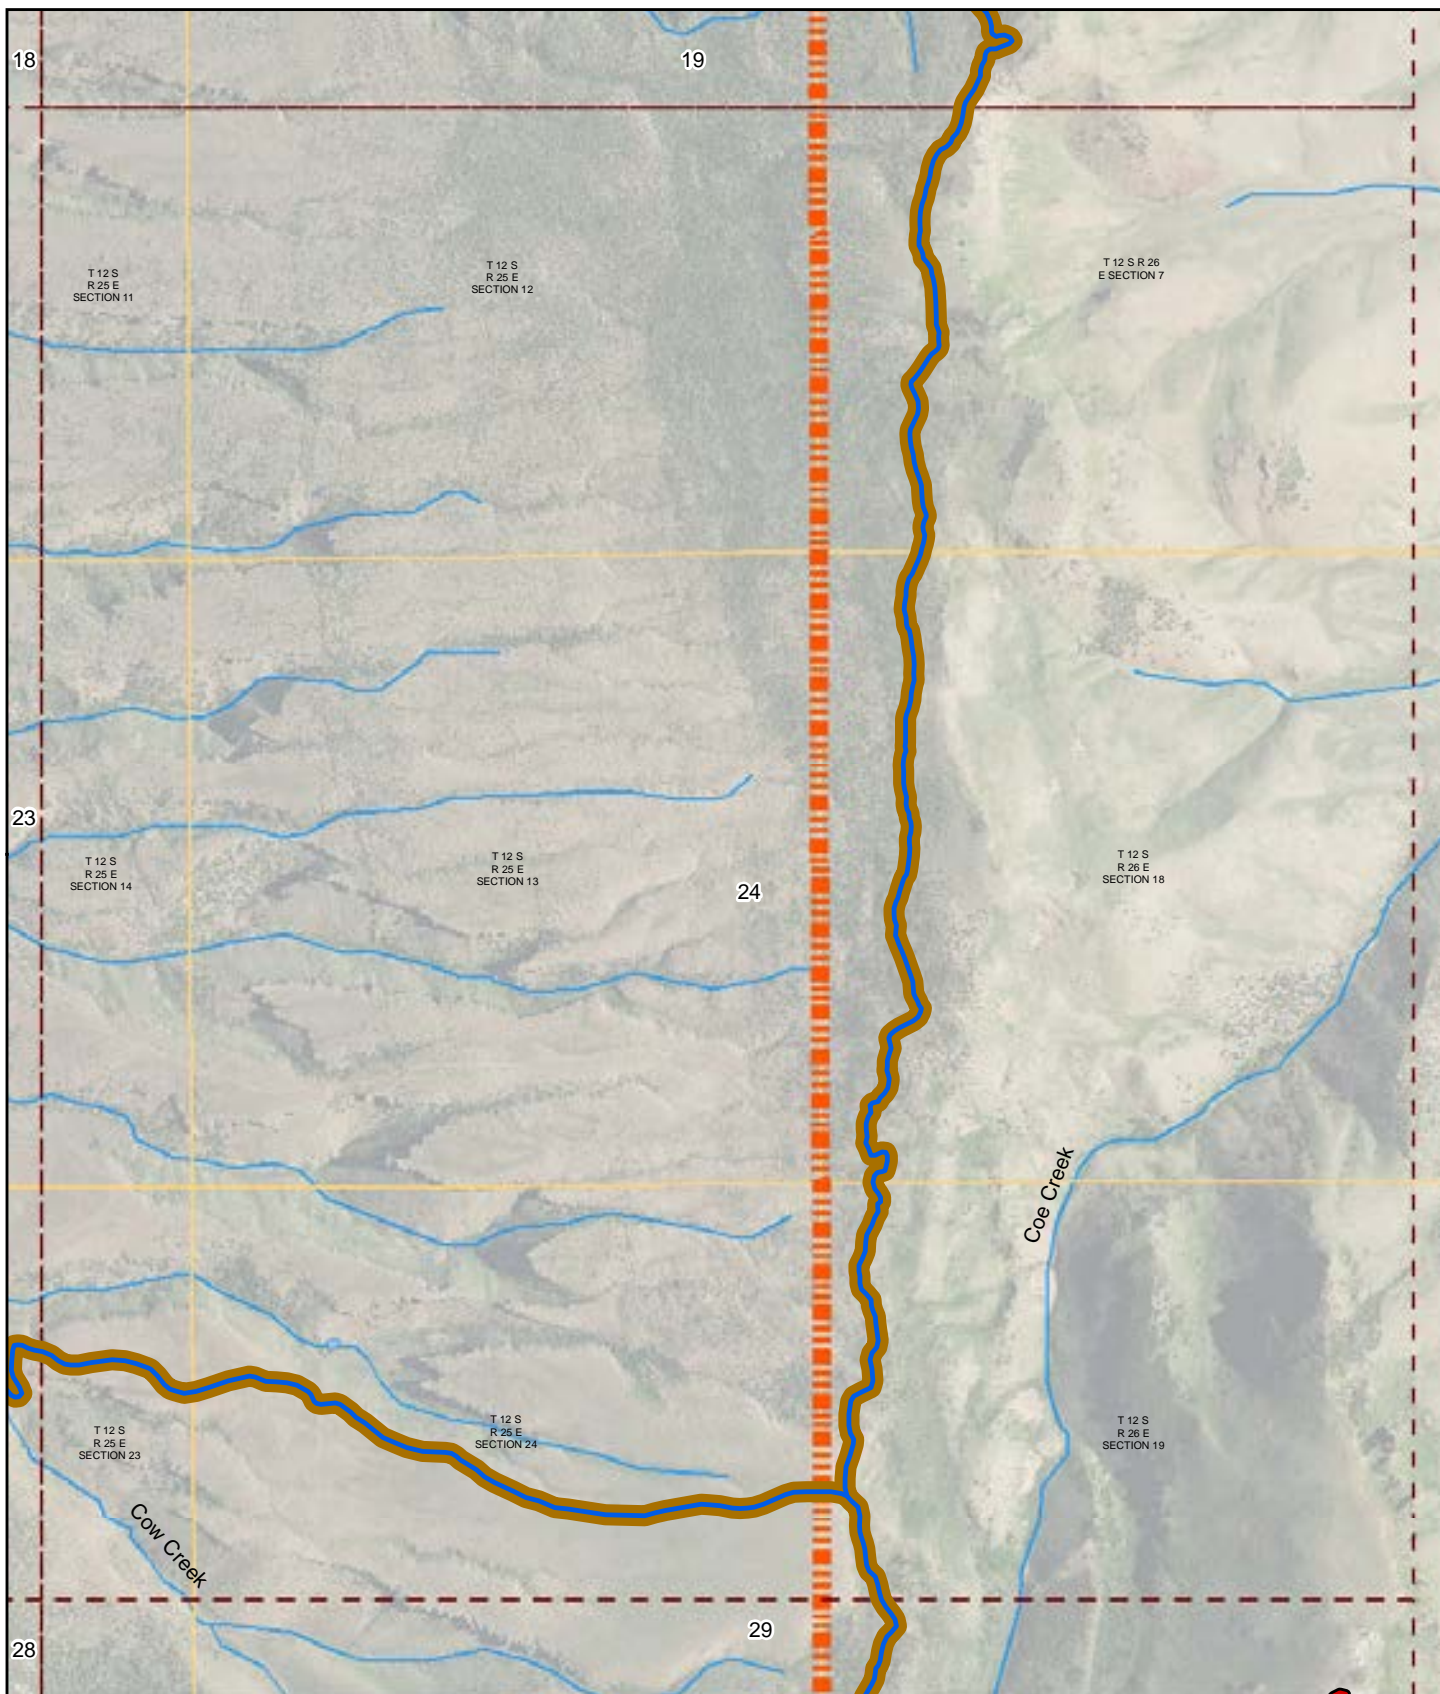 18
19
T 12 S
R 25 E
SECTION 11
T 12 S
R 25 E
SECTION 12
T 12 S R 26
E SECTION 7
23
T 12 S
R 25 E
SECTION 14
T 12 S
R 25 E
SECTION 13
24
T 12 S
R 26 E
SECTION 18
Coe Creek
T 12 S
R 25 E
SECTION 23
T 12 S
R 25 E
SECTION 24
T 12 S
R 26 E
SECTION 19
Cow Creek
29
28